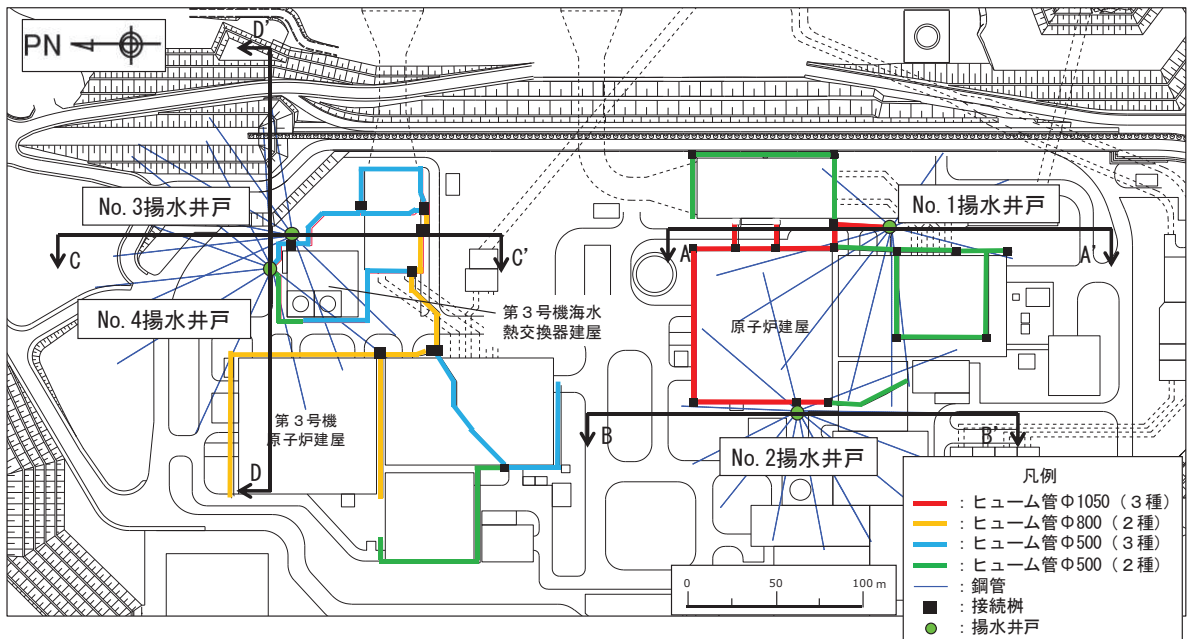 PN
D'
No. 3揚水井戸
No. 1揚水井戸
C
C'
A
A'
No. 4揚水井戸
第３号機海水
熱交換器建屋
原子炉建屋
第３号機
原子炉建屋
B
B'
No. 2揚水井戸
D
凡例
：ヒューム管Φ1050（３種）
：ヒューム管Φ800（２種）
：ヒューム管Φ500（３種）
：ヒューム管Φ500（２種）
：鋼管
：接続桝
：揚水井戸
0 50 100 m